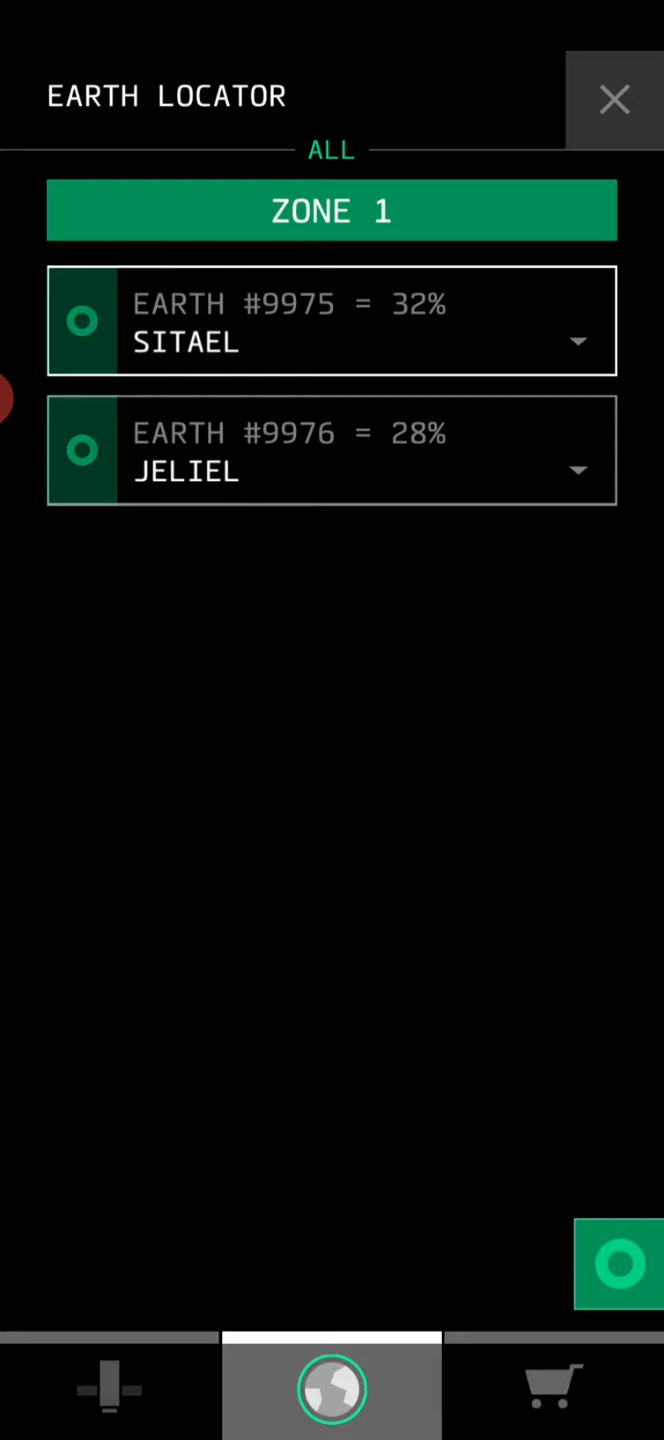 EARTH LOCATOR
ALL
ZONE 1
EARTH #9975 = 32%
SITAEL
EARTH #9976 = 28%
JELIEL